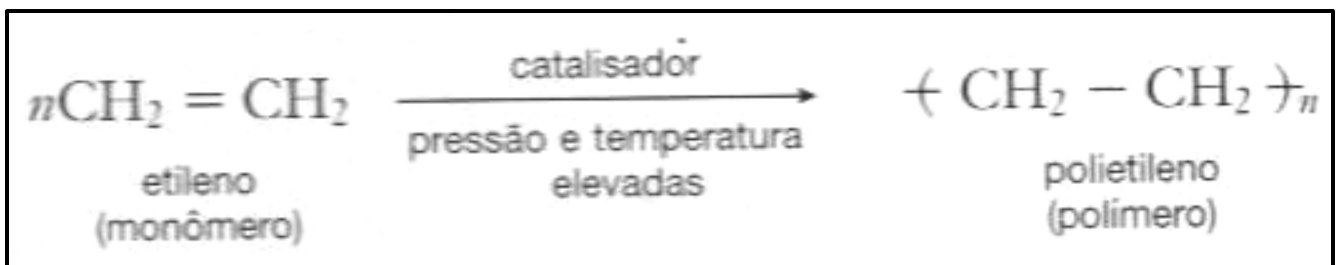 catalisador
nCH₂ = CH₂ ⟶ ( CH₂ – CH₂ )ₙ
pressão e temperatura
elevadas
etileno
(monômero)
polietileno
(polímero)